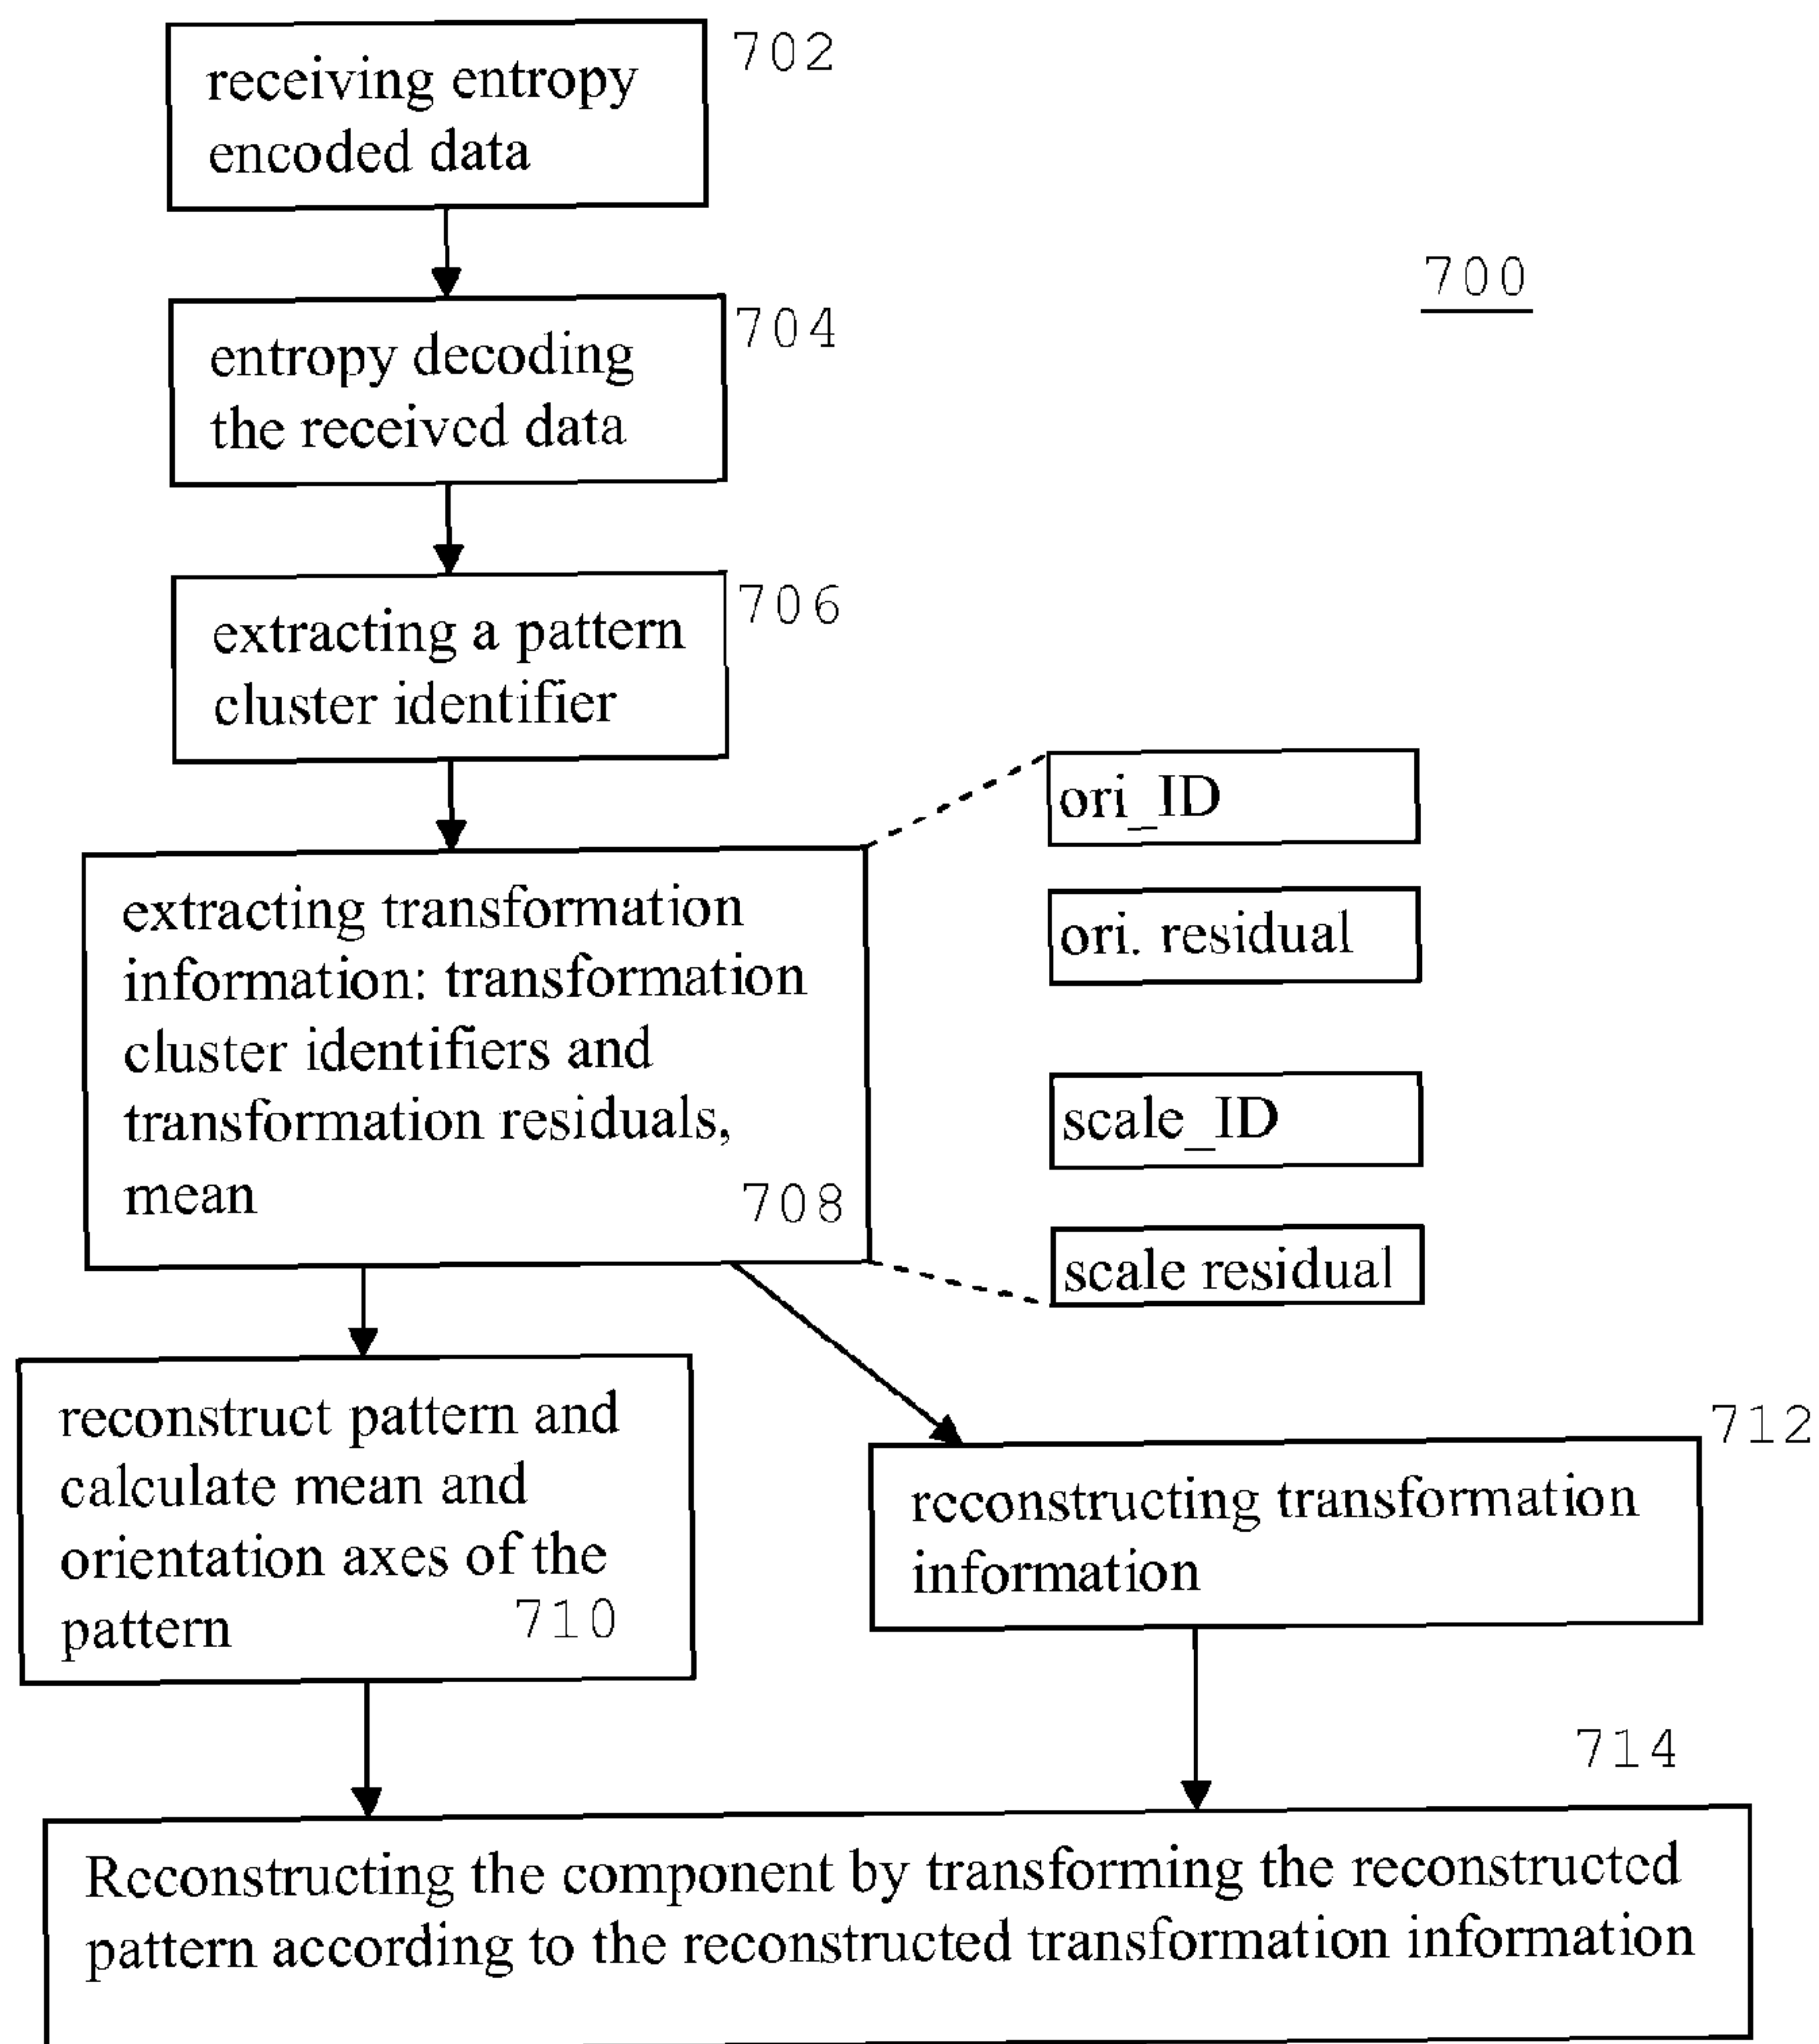 receiving entropy
encoded data
702
700
entropy decoding
the received data
704
extracting a pattern
cluster identifier
706
ori_ID
ori. residual
scale_ID
scale residual
extracting transformation
information: transformation
cluster identifiers and
transformation residuals,
mean
708
reconstruct pattern and
calculate mean and
orientation axes of the
pattern
710
712
reconstructing transformation
information
714
Reconstructing the component by transforming the reconstructed
pattern according to the reconstructed transformation information